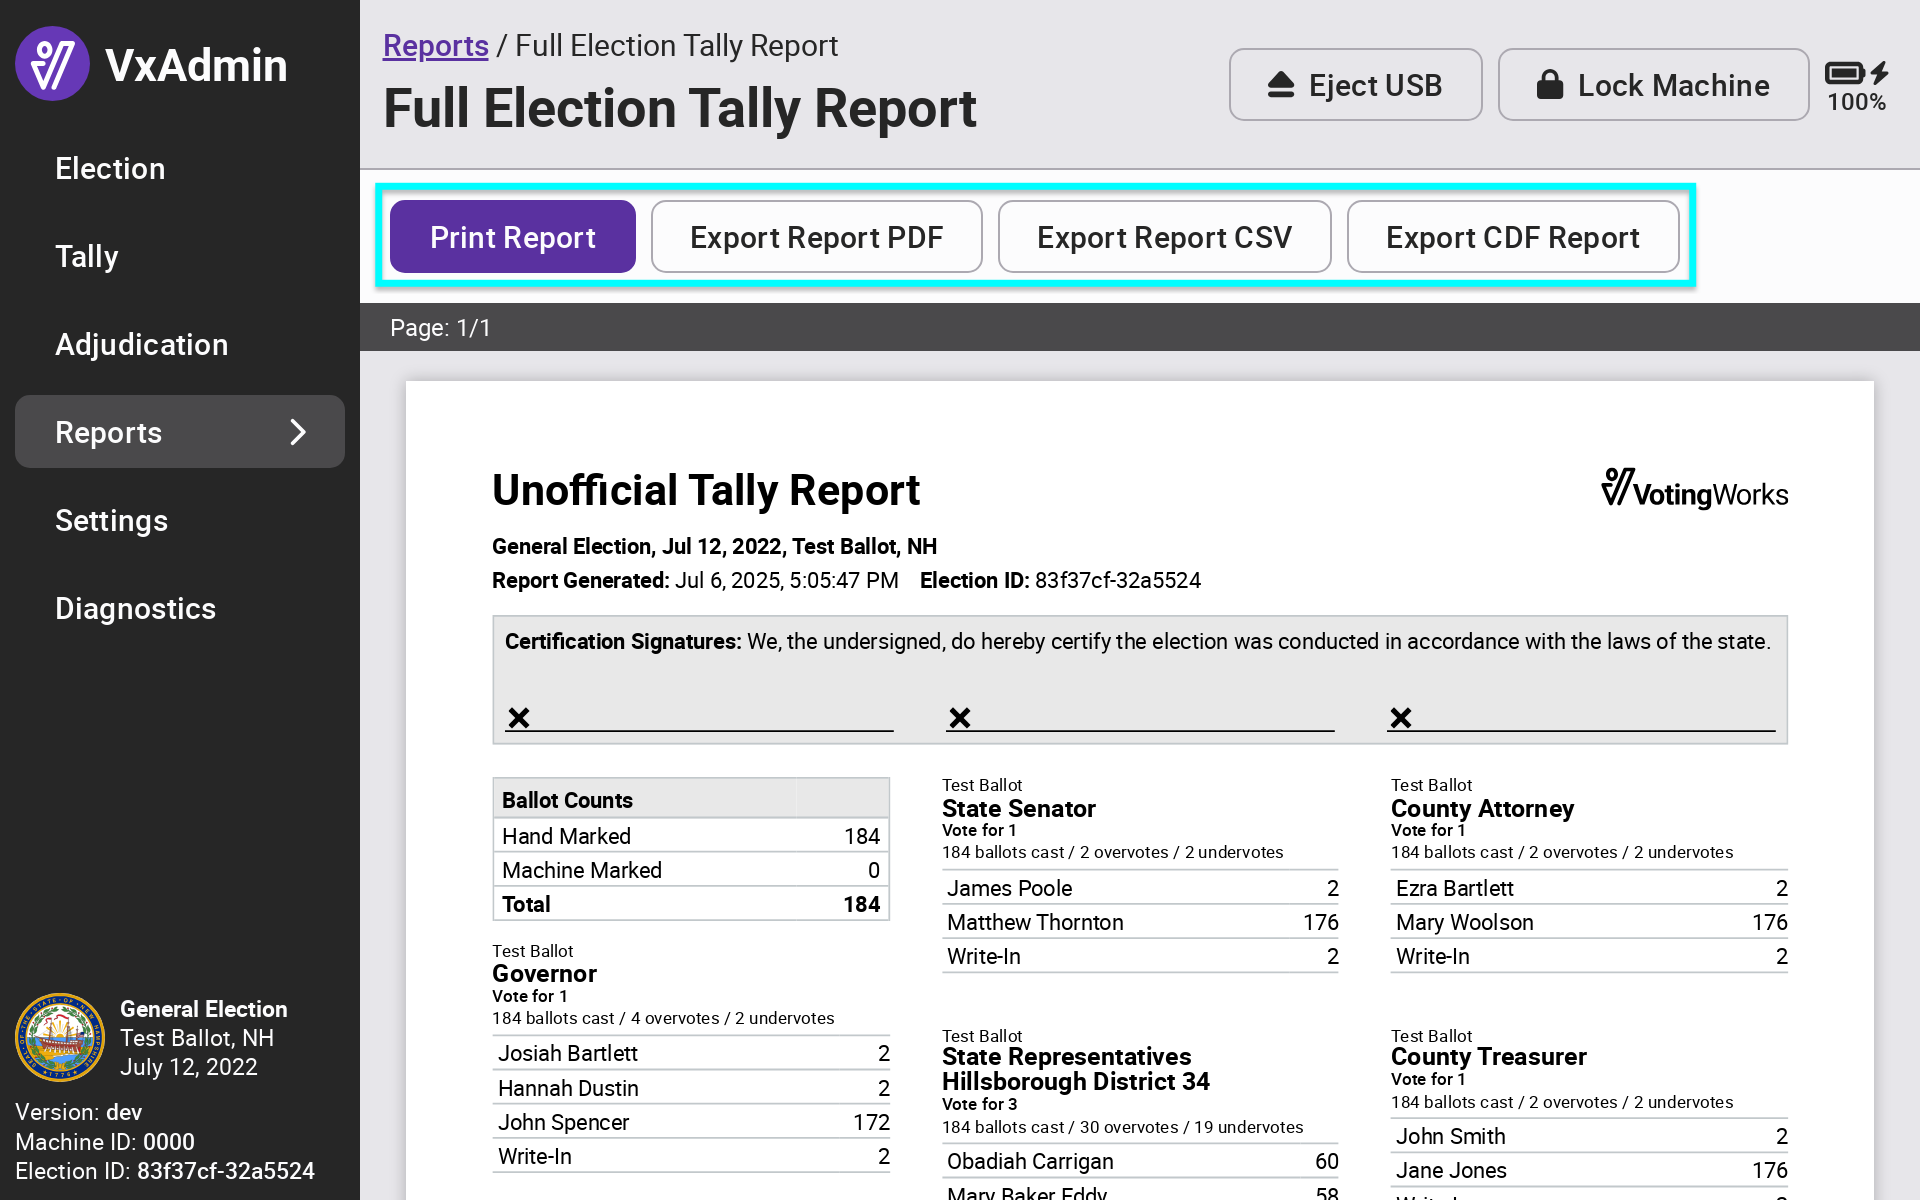 VxAdmin
Election
Tally
Adjudication
Reports
Settings
Diagnostics
General Election
Test Ballot, NH
July 12, 2022
Version: dev
Machine ID: 0000
Election ID: 83f37cf-32a5524
Reports / Full Election Tally Report
Full Election Tally Report
Eject USB
Lock Machine
100%
Print Report
Export Report PDF
Export Report CSV
Export CDF Report
Page: 1/1
Unofficial Tally Report
VotingWorks
General Election, Jul 12, 2022, Test Ballot, NH
Report Generated: Jul 6, 2025, 5:05:47 PM Election ID: 83f37cf-32a5524
Certification Signatures: We, the undersigned, do hereby certify the election was conducted in accordance with the laws of the state.
Ballot Counts
Hand Marked 184
Machine Marked 0
Total 184
Test Ballot
Governor
Vote for 1
184 ballots cast / 4 overvotes / 2 undervotes
Josiah Bartlett 2
Hannah Dustin 2
John Spencer 172
Write-In 2
Test Ballot
State Senator
Vote for 1
184 ballots cast / 2 overvotes / 2 undervotes
James Poole 2
Matthew Thornton 176
Write-In 2
Test Ballot
State Representatives
Hillsborough District 34
Vote for 3
184 ballots cast / 30 overvotes / 19 undervotes
Obadiah Carrigan 60
Mary Baker Eddy 58
Test Ballot
County Attorney
Vote for 1
184 ballots cast / 2 overvotes / 2 undervotes
Ezra Bartlett 2
Mary Woolson 176
Write-In 2
Test Ballot
County Treasurer
Vote for 1
184 ballots cast / 2 overvotes / 2 undervotes
John Smith 2
Jane Jones 176